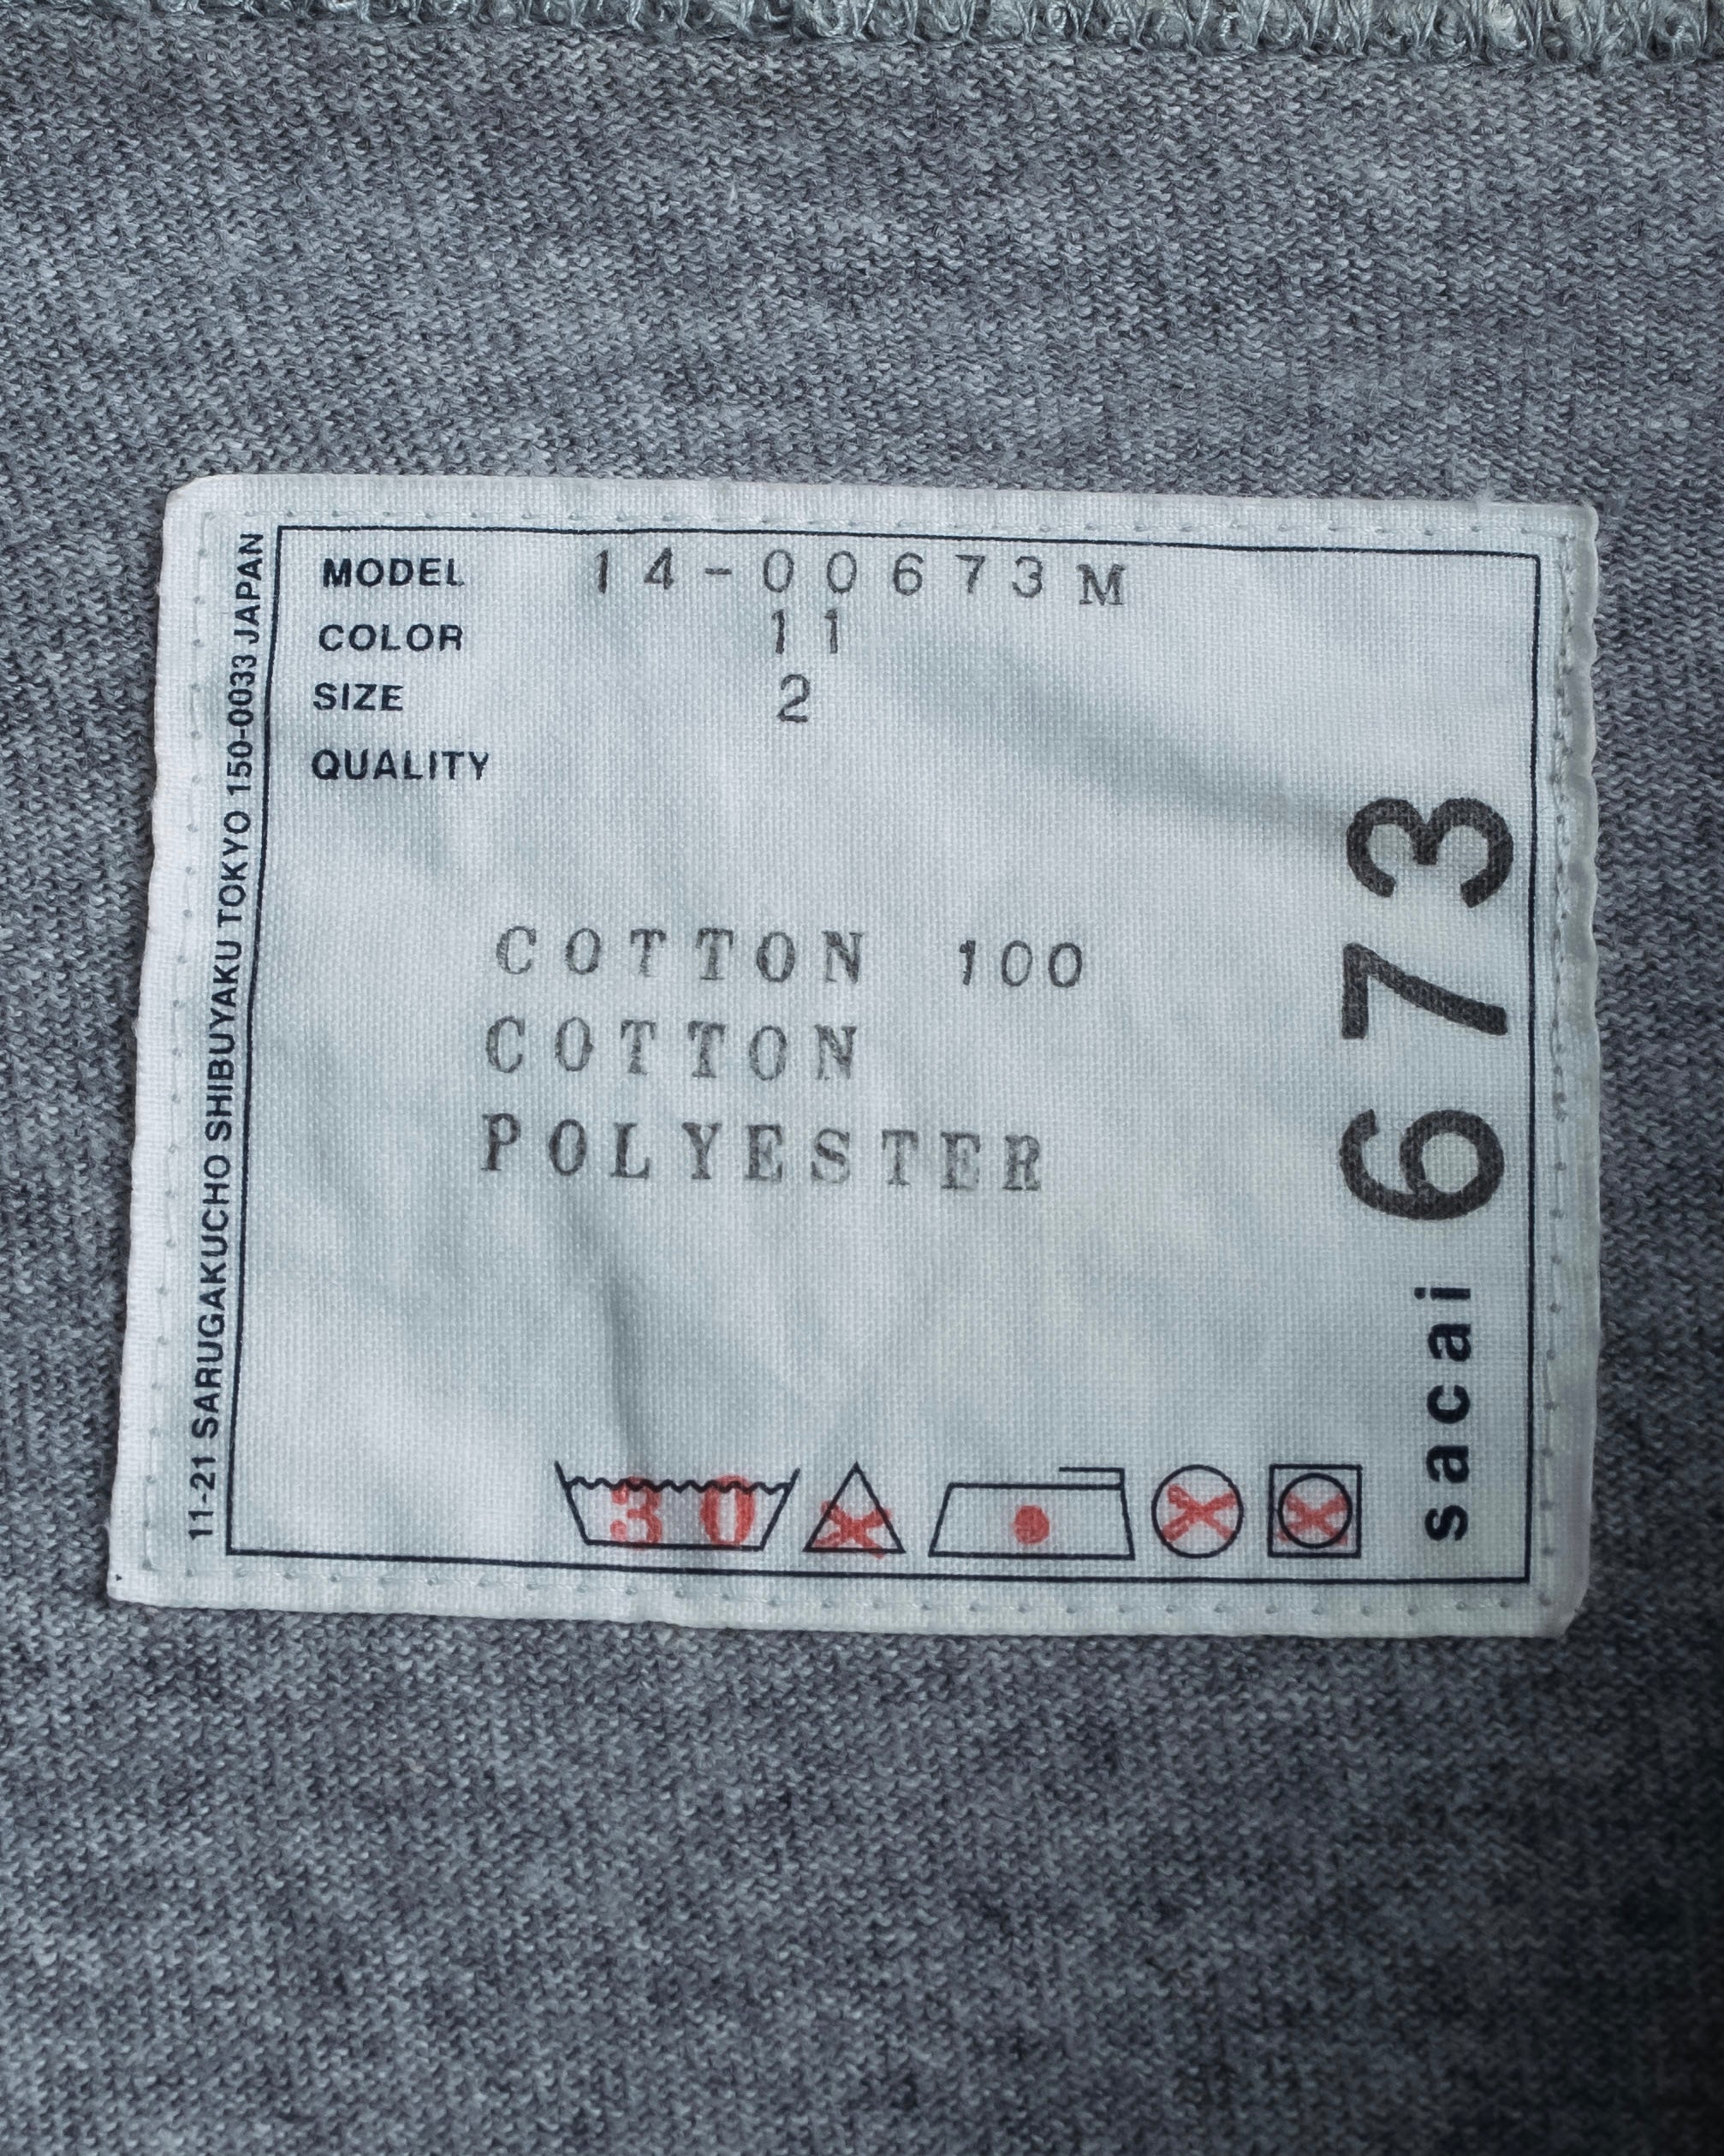 MODEL 14-00673M
COLOR 11
SIZE 2
QUALITY
COTTON 100
COTTON
POLYESTER
30
11-21 SARUGAKUCHO SHIBUYAKU TOKYO 150-0033 JAPAN
sacai 673